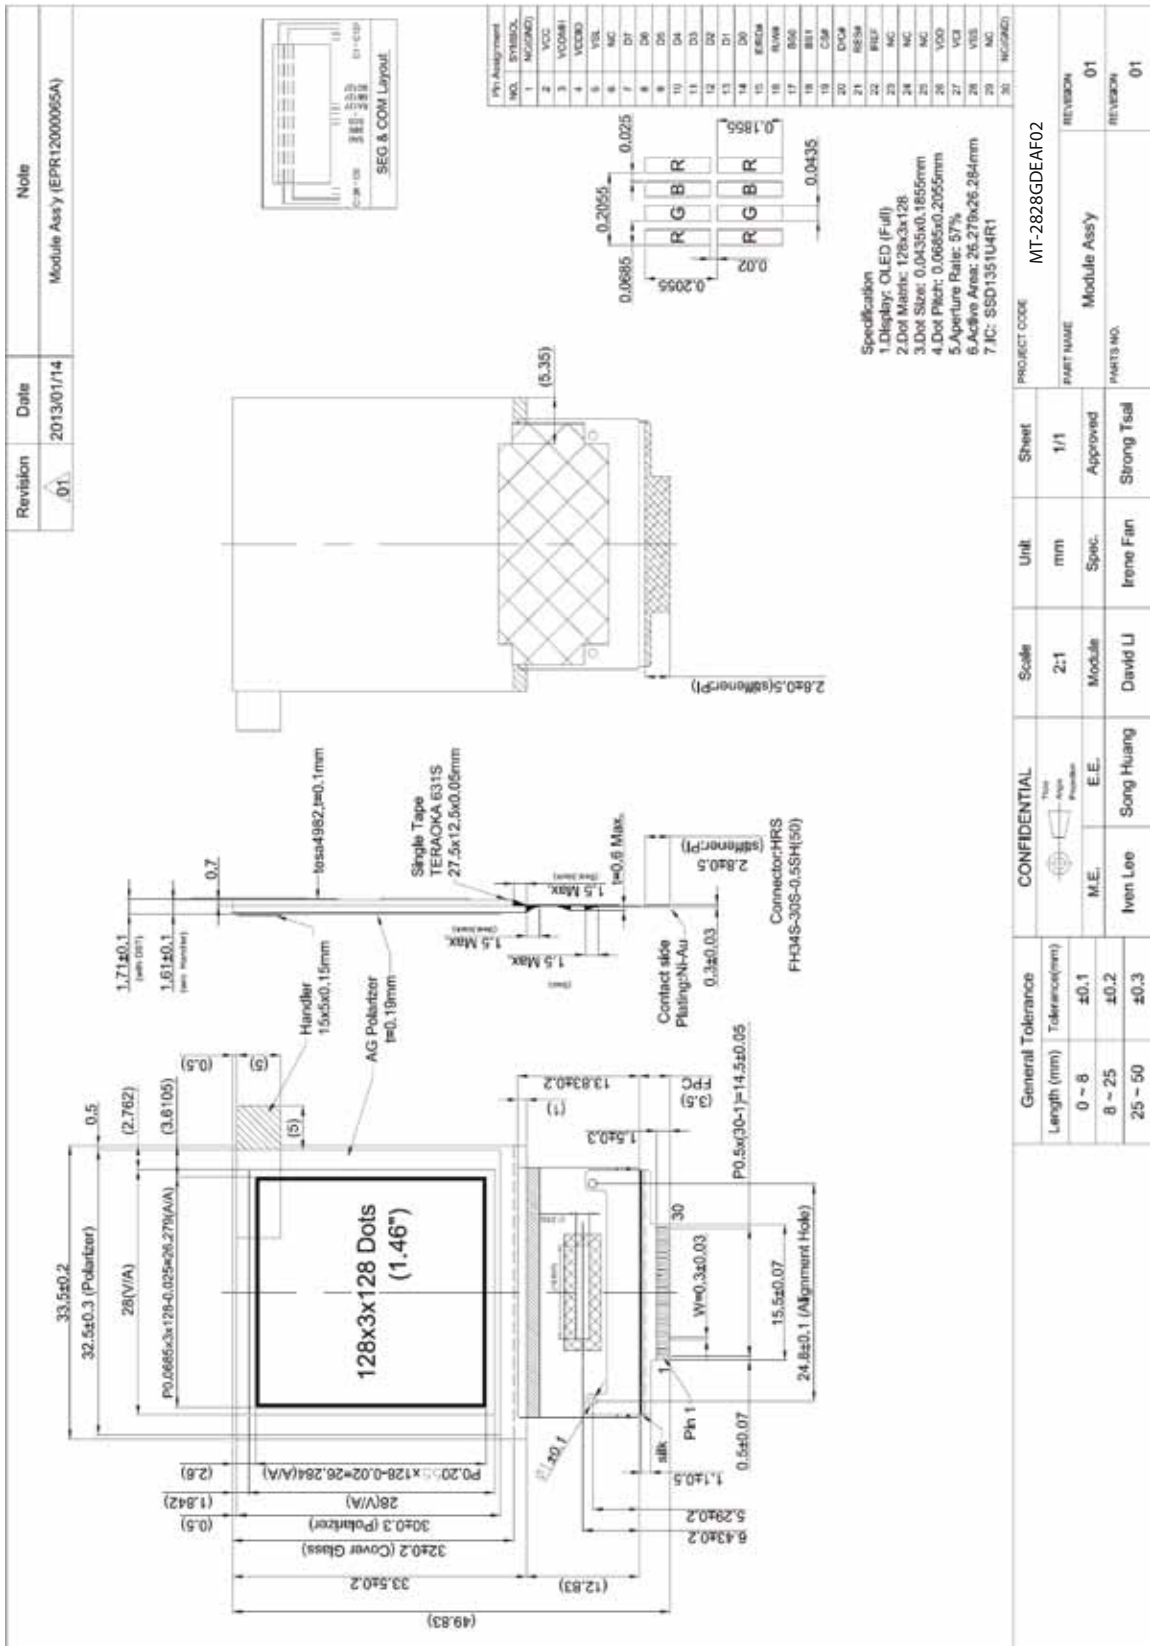 Revision Date Note
01 2013/01/14 Module Ass'y (EPR12000065A)
SEG & COM Layout
33.5±0.2
32.5±0.3 (Polarizer)
0.5
28(V/A)
(2.762)
P0.0685x3x128-0.025=26.279(A/A)
(3.6105)
(0.5)
(5)
(5)
Handler
15x5x0.15mm
AG Polarizer
t=0.19mm
128x3x128 Dots
(1.46")
(2.6)
(1.842)
(0.5)
28(V/A)
30±0.3 (Polarizer)
32±0.2 (Cover Glass)
33.5±0.2
(12.83)
(49.83)
(1)
13.83±0.2
(3.5)
FPC
1.5±0.3
1.1±0.5
5.29±0.2
6.43±0.2
silk
Pin 1
1
30
W=0.3±0.03
P0.5x(30-1)=14.5±0.05
0.5±0.07
15.5±0.07
24.8±0.1 (Alignment Hole)
1.71±0.1
1.61±0.1
0.7
tesa4982,t=0.1mm
Single Tape
TERAOKA 631S
27.5x12.5x0.05mm
1.5 Max.
1.5 Max.
1.5 Max.
t=0.6 Max.
Contact side
Plating:Ni-Au
0.3±0.03
2.8±0.5
(stiffener:PI)
Connector:HRS
FH34S-30S-0.5SH(50)
(5.35)
2.8±0.5(stiffener:PI)
0.2055
0.0685
0.025
0.2055
0.02
0.1855
0.0435
R G B R
R G B R
Pin Assignment
NO. SYMBOL
1 NC(GND)
2 VCC
3 VCOMH
4 VDDIO
5 VSL
6 NC
7 D7
8 D6
9 D5
10 D4
11 D3
12 D2
13 D1
14 D0
15 E/RD#
16 R/W#
17 BS0
18 BS1
19 CS#
20 D/C#
21 RES#
22 IREF
23 NC
24 NC
25 NC
26 VDD
27 VCI
28 VSS
29 NC
30 NC(GND)
Specification
1.Display: OLED (Full)
2.Dot Matrix: 128x3x128
3.Dot Size: 0.0435x0.1855mm
4.Dot Pitch: 0.0685x0.2055mm
5.Aperture Rate: 57%
6.Active Area: 26.279x26.284mm
7.IC: SSD1351U4R1
General Tolerance
Length (mm) Tolerance(mm)
0 ~ 8 ±0.1
8 ~ 25 ±0.2
25 ~ 50 ±0.3
CONFIDENTIAL
Third
Angle
Projection
Scale Unit Sheet
2:1 mm 1/1
M.E. E.E. Module Spec. Approved
Iven Lee Song Huang David Li Irene Fan Strong Tsai
PROJECT CODE
MT-2828GDEAF02
PART NAME
Module Ass'y
REVISION
01
PARTS NO.
REVISION
01